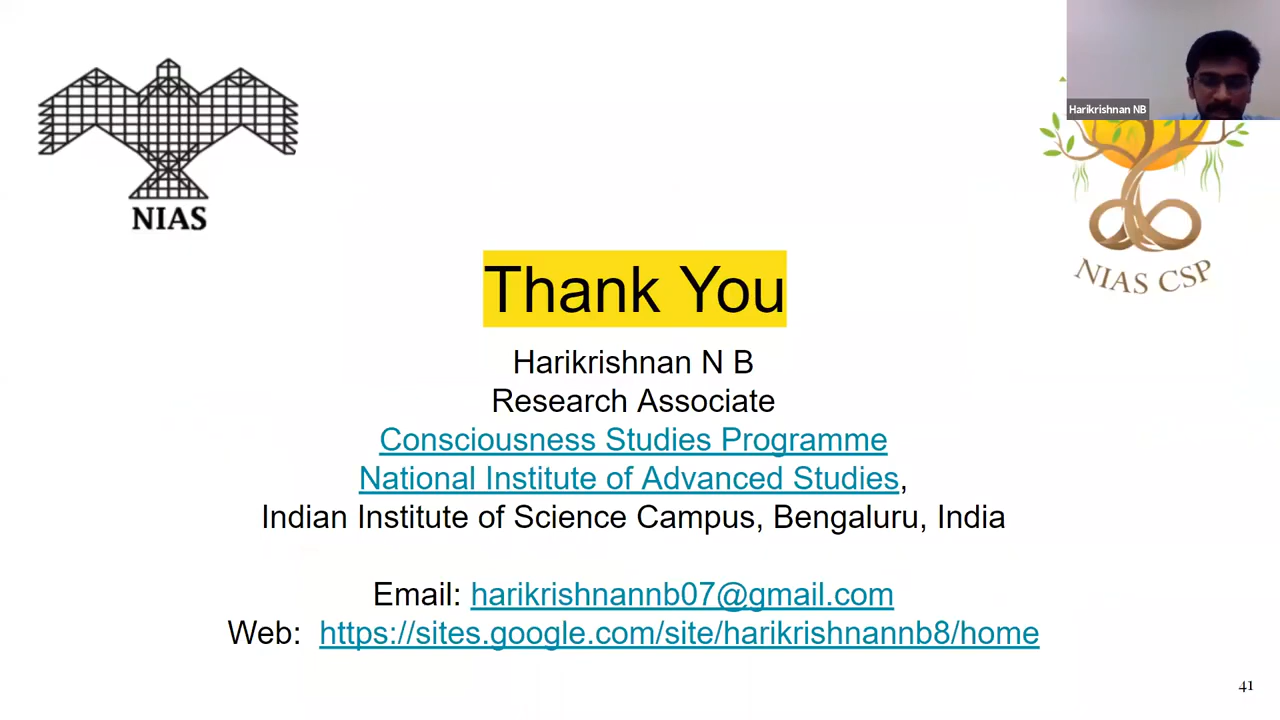 Harikrishnan NB
NIAS
NIAS CSP
Thank You
Harikrishnan N B
Research Associate
Consciousness Studies Programme
National Institute of Advanced Studies,
Indian Institute of Science Campus, Bengaluru, India
Email: harikrishnannb07@gmail.com
Web: https://sites.google.com/site/harikrishnannb8/home
41